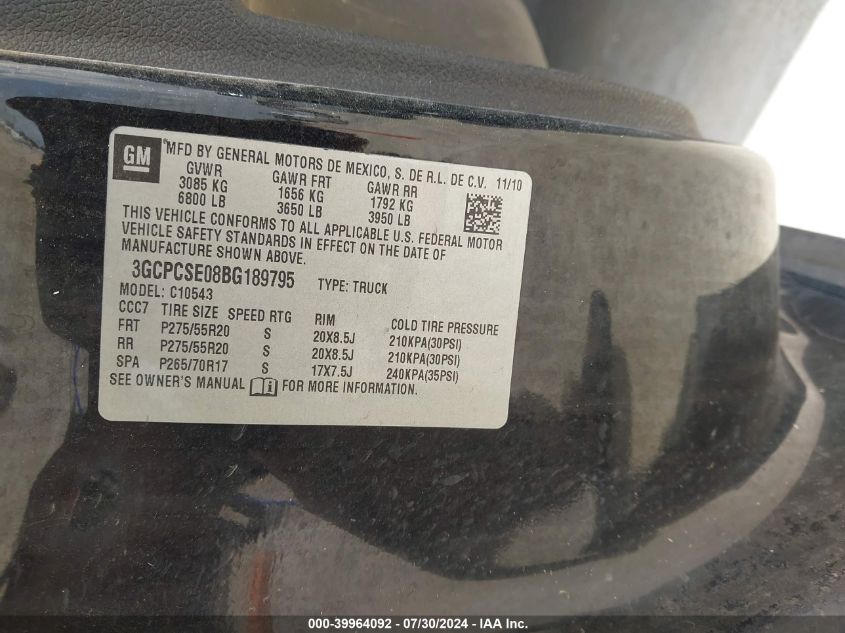 GM
®MFD BY GENERAL MOTORS DE MEXICO, S. DE R.L. DE C.V. 11/10
GVWR GAWR FRT GAWR RR
3085 KG 1656 KG 1792 KG
6800 LB 3650 LB 3950 LB
THIS VEHICLE CONFORMS TO ALL APPLICABLE U.S. FEDERAL MOTOR
VEHICLE SAFETY STANDARDS IN EFFECT ON THE DATE OF
MANUFACTURE SHOWN ABOVE.
3GCPCSE08BG189795 TYPE: TRUCK
MODEL: C10543
CCC7 TIRE SIZE SPEED RTG RIM COLD TIRE PRESSURE
FRT P275/55R20 S 20X8.5J 210KPA(30PSI)
RR P275/55R20 S 20X8.5J 210KPA(30PSI)
SPA P265/70R17 S 17X7.5J 240KPA(35PSI)
SEE OWNER'S MANUAL i FOR MORE INFORMATION.
000-39964092 - 07/30/2024 - IAA Inc.